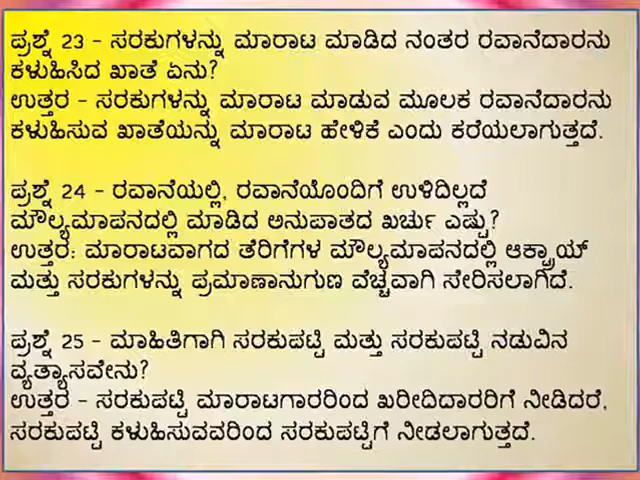 ಪ್ರಶ್ನೆ 23 - ಸರಕುಗಳನ್ನು ಮಾರಾಟ ಮಾಡಿದ ನಂತರ ರವಾನೆದಾರನು
ಕಳುಹಿಸಿದ ಖಾತೆ ಏನು?
ಉತ್ತರ - ಸರಕುಗಳನ್ನು ಮಾರಾಟ ಮಾಡುವ ಮೂಲಕ ರವಾನೆದಾರನು
ಕಳುಹಿಸುವ ಖಾತೆಯನ್ನು ಮಾರಾಟ ಹೇಳಿಕೆ ಎಂದು ಕರೆಯಲಾಗುತ್ತದೆ.
ಪ್ರಶ್ನೆ 24 - ರವಾನೆಯಲ್ಲಿ, ರವಾನೆಯೊಂದಿಗೆ ಉಳಿದಿಲ್ಲದೆ
ಮೌಲ್ಯಮಾಪನದಲ್ಲಿ ಮಾಡಿದ ಅನುಪಾತದ ಖರ್ಚು ಎಷ್ಟು?
ಉತ್ತರ: ಮಾರಾಟವಾಗದ ತೆರಿಗೆಗಳ ಮೌಲ್ಯಮಾಪನದಲ್ಲಿ ಆಕ್ಟ್ರಾಯ್
ಮತ್ತು ಸರಕುಗಳನ್ನು ಪ್ರಮಾಣಾನುಗುಣ ವೆಚ್ಚವಾಗಿ ಸೇರಿಸಲಾಗಿದೆ.
ಪ್ರಶ್ನೆ 25 - ಮಾಹಿತಿಗಾಗಿ ಸರಕುಪಟ್ಟಿ ಮತ್ತು ಸರಕುಪಟ್ಟಿ ನಡುವಿನ
ವ್ಯತ್ಯಾಸವೇನು?
ಉತ್ತರ - ಸರಕುಪಟ್ಟಿ ಮಾರಾಟಗಾರರಿಂದ ಖರೀದಿದಾರರಿಗೆ ನೀಡಿದರೆ,
ಸರಕುಪಟ್ಟಿ ಕಳುಹಿಸುವವರಿಂದ ಸರಕುಪಟ್ಟಿಗೆ ನೀಡಲಾಗುತ್ತದೆ.